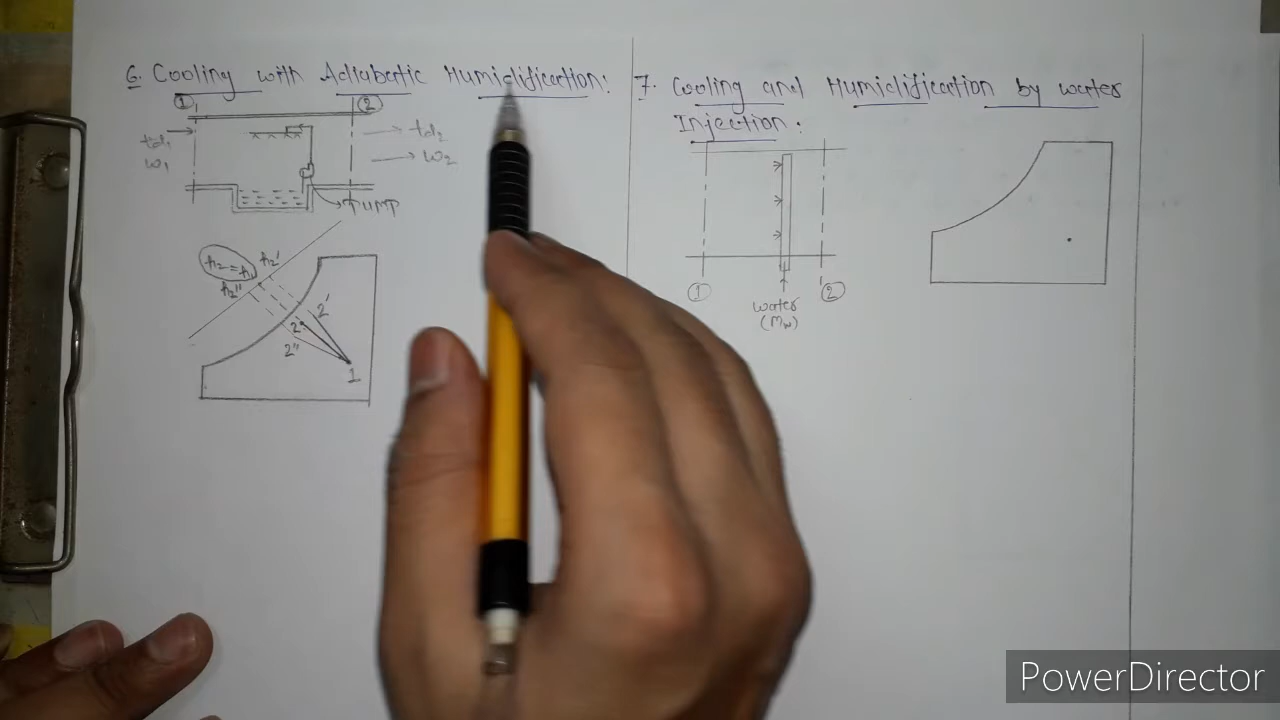 6. Cooling with Adiabatic Humidification:
① ②
td₁ → td₂
w₁ → w₂
PUMP
h₂ = h₁ h₂'
h₂''
2'
2
2''
1
7. Cooling and Humidification by water
Injection:
① ②
water
(Mw)
PowerDirector